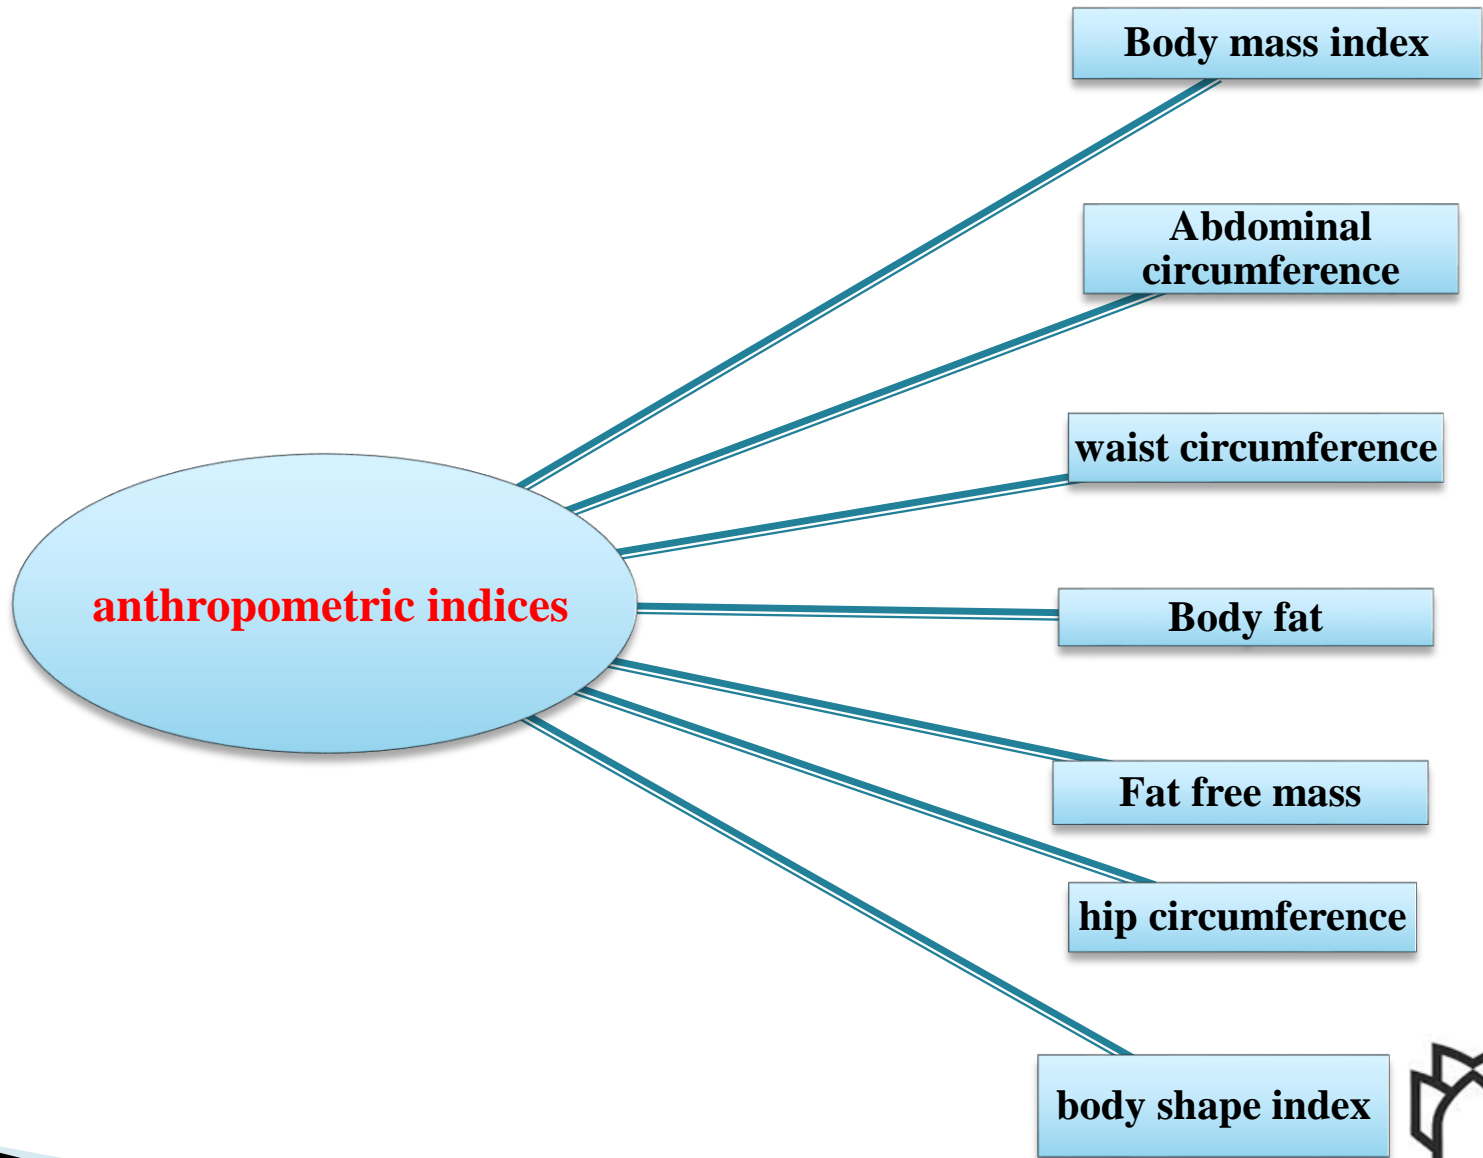 Body mass index
Abdominal
circumference
waist circumference
anthropometric indices
Body fat
Fat free mass
hip circumference
body shape index